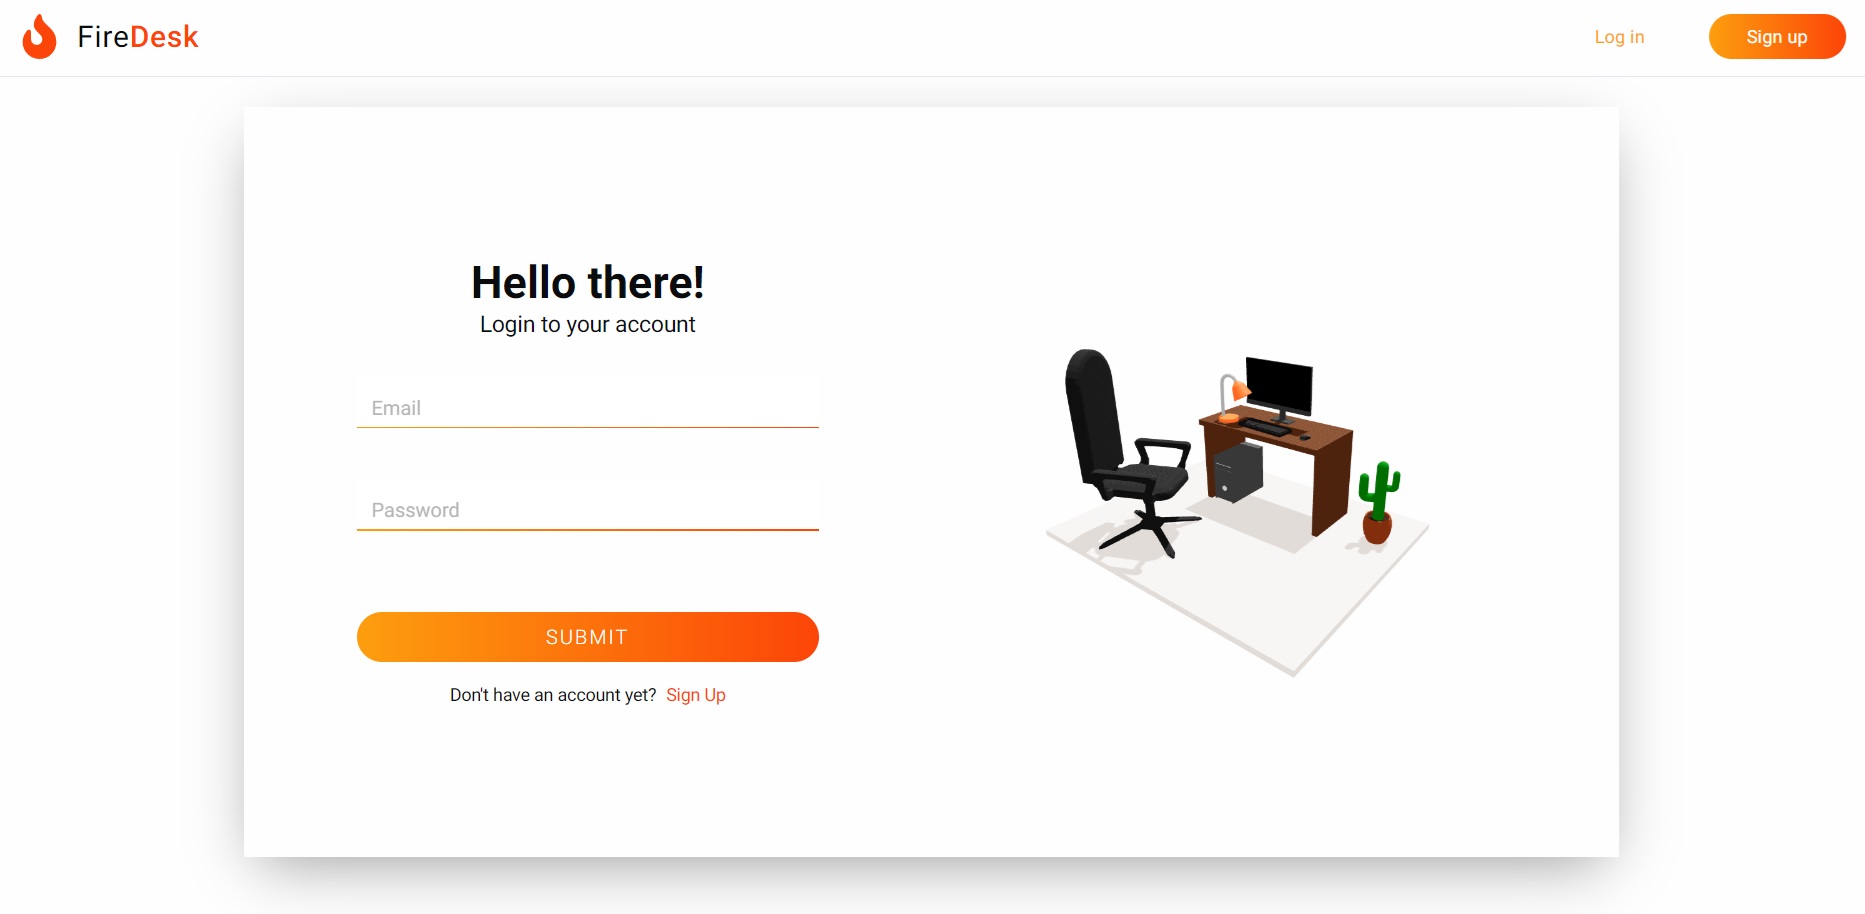 FireDesk
Log in
Sign up
Hello there!
Login to your account
Email
Password
SUBMIT
Don't have an account yet? Sign Up